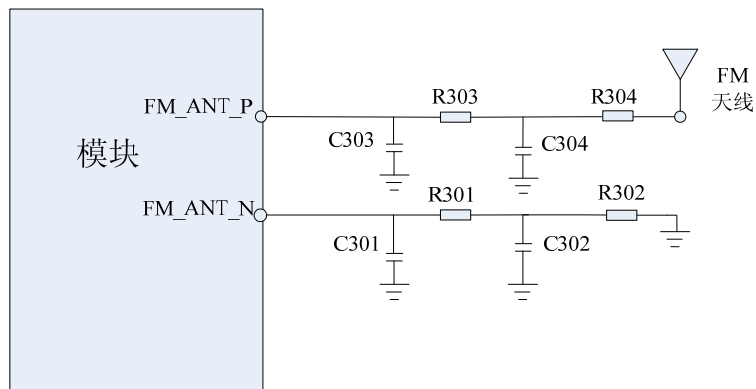 FM
天线
R303
R304
FM_ANT_P
C303
C304
模块
R301
R302
FM_ANT_N
C301
C302